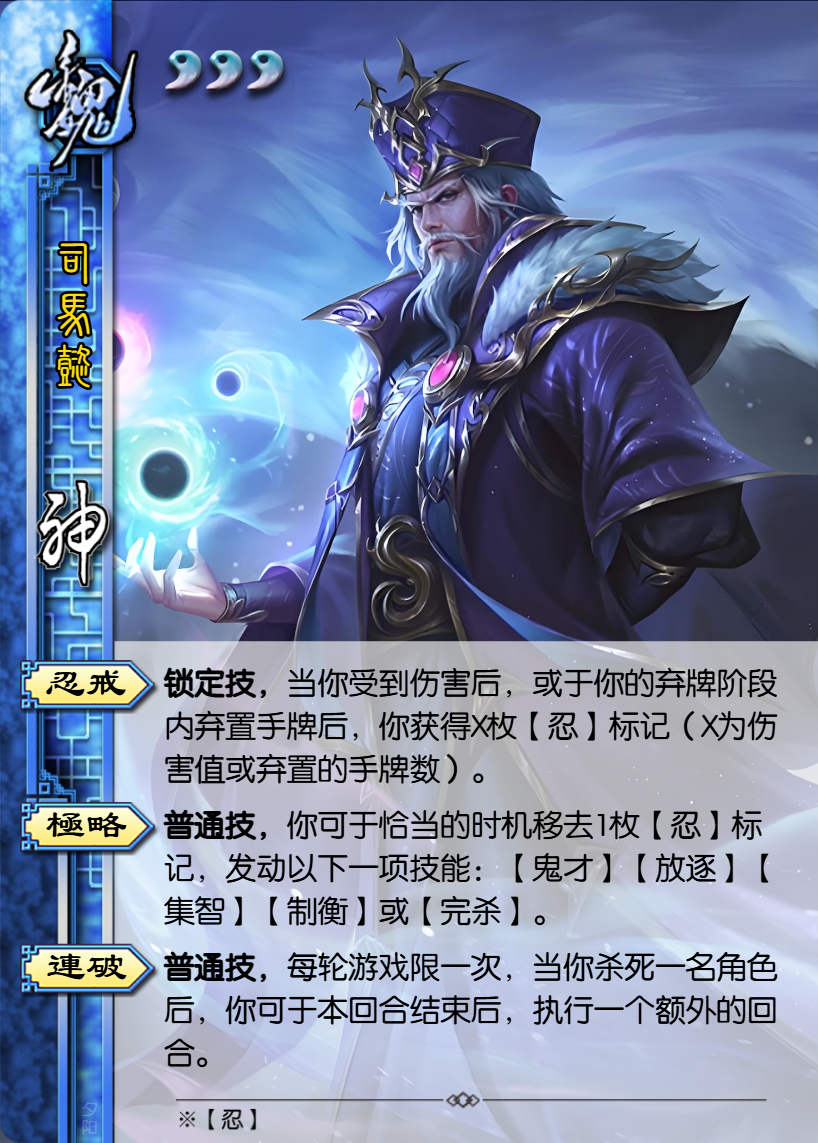 魏
司馬懿
神
忍戒
锁定技，当你受到伤害后，或于你的弃牌阶段
内弃置手牌后，你获得X枚【忍】标记（X为伤
害值或弃置的手牌数）。
極略
普通技，你可于恰当的时机移去1枚【忍】标
记，发动以下一项技能：【鬼才】【放逐】【
集智】【制衡】或【完杀】。
連破
普通技，每轮游戏限一次，当你杀死一名角色
后，你可于本回合结束后，执行一个额外的回
合。
※【忍】
夕阳